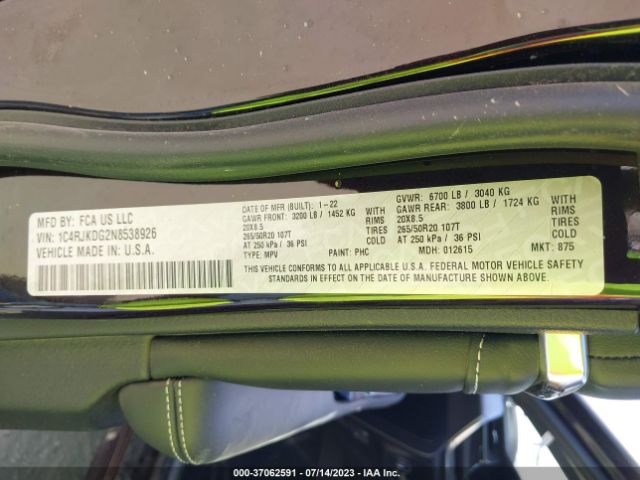 MFD BY: FCA US LLC
VIN: 1C4RJKDG2N8538926
VEHICLE MADE IN: U.S.A.
DATE OF MFR (BUILT): 1-22
GAWR FRONT: 3200 LB / 1452 KG
20X8.5
265/50R20 107T
AT 250 kPa / 36 PSI
TYPE: MPV
WITH
RIMS
TIRES
COLD
PAINT: PHC
GVWR: 6700 LB / 3040 KG
GAWR REAR: 3800 LB / 1724 KG
20X8.5
265/50R20 107T
AT 250 kPa / 36 PSI
MDH: 012615
WITH
RIMS
TIRES
COLD
MKT: 875
THIS VEHICLE CONFORMS TO ALL APPLICABLE U.S.A. FEDERAL MOTOR VEHICLE SAFETY
STANDARDS IN EFFECT ON THE DATE OF MANUFACTURE SHOWN ABOVE.
000-37062591 - 07/14/2023 - IAA Inc.